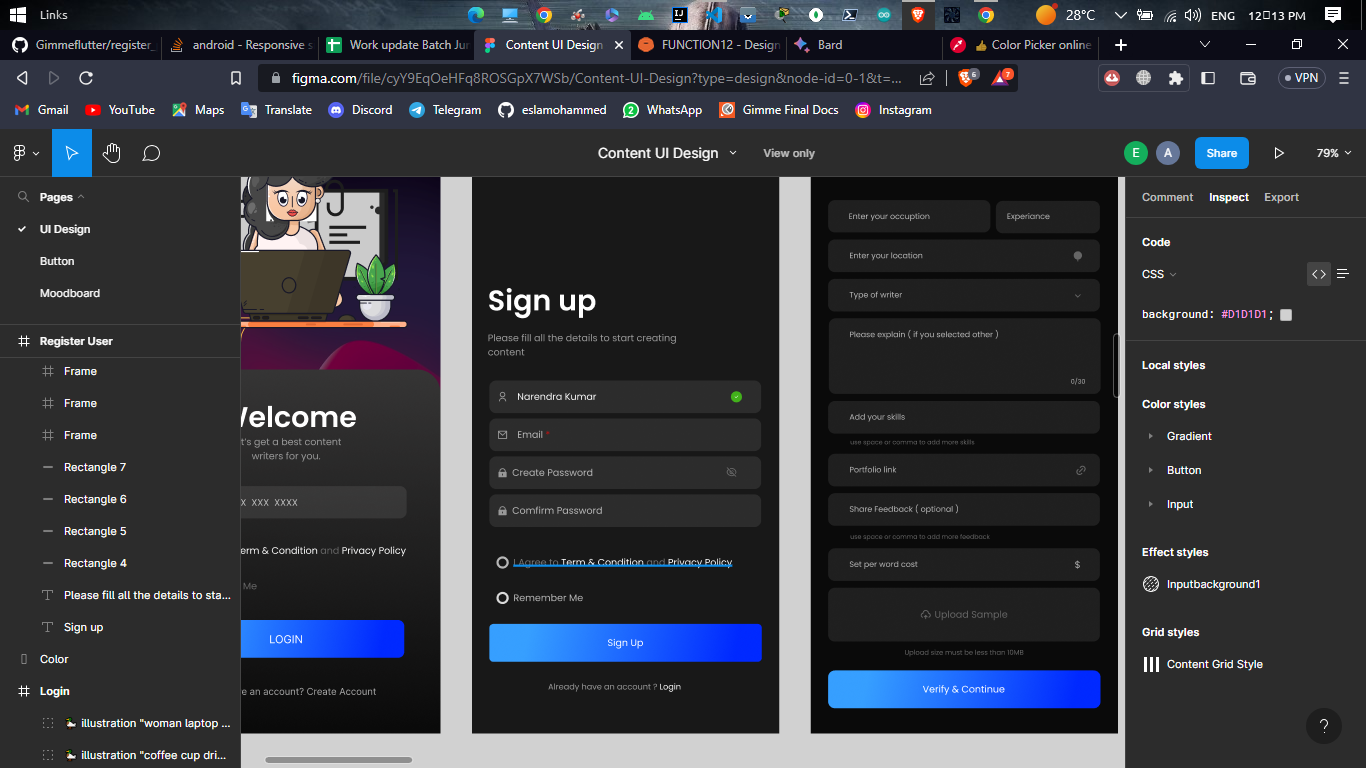 Links
28°C
ENG
12:13 PM
Gimmeflutter/register_
android - Responsive s
Work update Batch Jur
Content UI Design
FUNCTION12 - Design
Bard
👍 Color Picker online
figma.com/file/cyY9EqOeHFq8ROSGpX7WSb/Content-UI-Design?type=design&node-id=0-1&t=...
6
7
VPN
Gmail
YouTube
Maps
Translate
Discord
Telegram
eslamohammed
WhatsApp
Gimme Final Docs
Instagram
Content UI Design
View only
E
A
Share
79%
Pages
UI Design
Button
Moodboard
Register User
Frame
Frame
Frame
Rectangle 7
Rectangle 6
Rectangle 5
Rectangle 4
Please fill all the details to sta...
Sign up
Color
Login
illustration "woman laptop ...
illustration "coffee cup dri...
Welcome
t's get a best content
writers for you.
X XXX XXXX
erm & Condition and Privacy Policy
Me
LOGIN
e an account? Create Account
Sign up
Please fill all the details to start creating
content
Narendra Kumar
Email *
Create Password
Comfirm Password
I Agree to Term & Condition and Privacy Policy
Remember Me
Sign Up
Already have an account ? Login
Enter your occuption
Experiance
Enter your location
Type of writer
Please explain ( if you selected other )
0/30
Add your skills
use space or comma to add more skills
Portfolio link
Share Feedback ( optional )
use space or comma to add more feedback
Set per word cost
$
Upload Sample
Upload size must be less than 10MB
Verify & Continue
Comment
Inspect
Export
Code
CSS
background: #D1D1D1;
Local styles
Color styles
Gradient
Button
Input
Effect styles
Inputbackground1
Grid styles
Content Grid Style
?